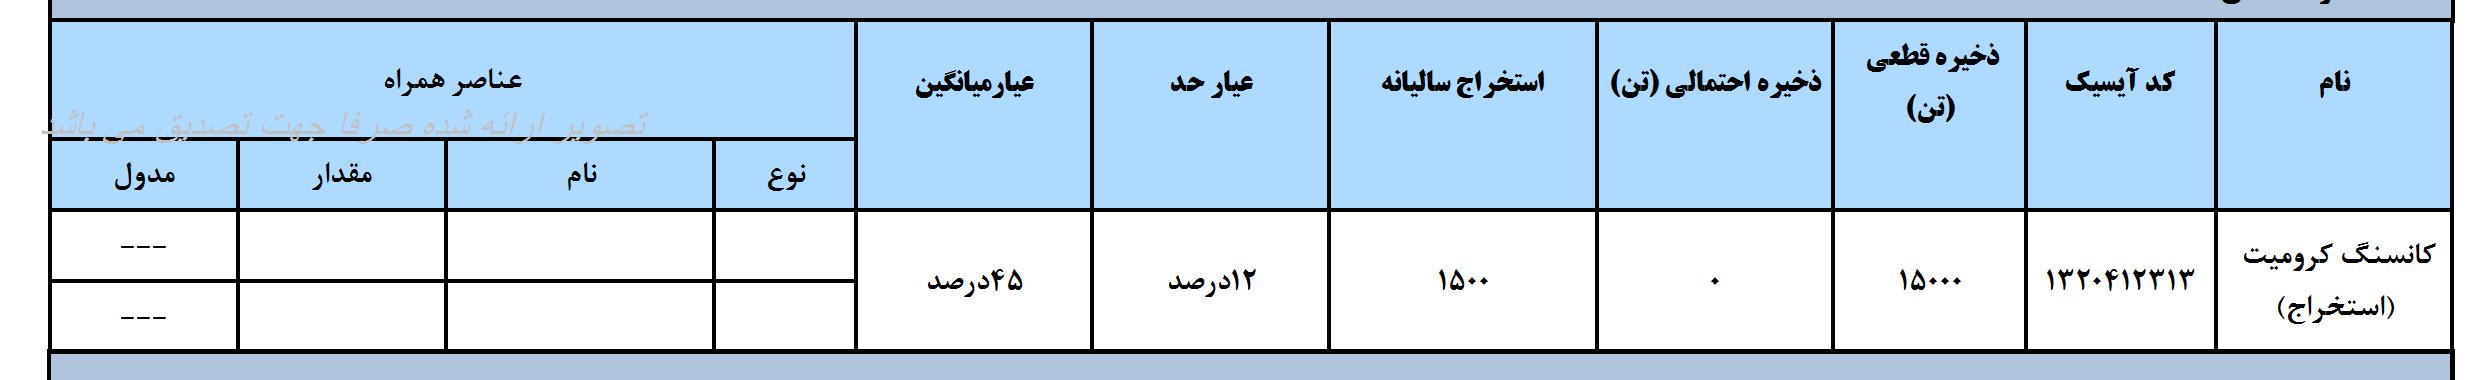 نام
کد آیسیک
ذخیره قطعی
(تن)
ذخیره احتمالی (تن)
استخراج سالیانه
عیار حد
عیارمیانگین
عناصر همراه
تصویر ارائه شده صرفا جهت تصدیق می باشد
نوع
نام
مقدار
مدول
کانسنگ کرومیت
(استخراج)
۱۳۲۰۴۱۲۳۱۳
۱۵۰۰۰
۰
۱۵۰۰
۱۲درصد
۴۵درصد
---
---